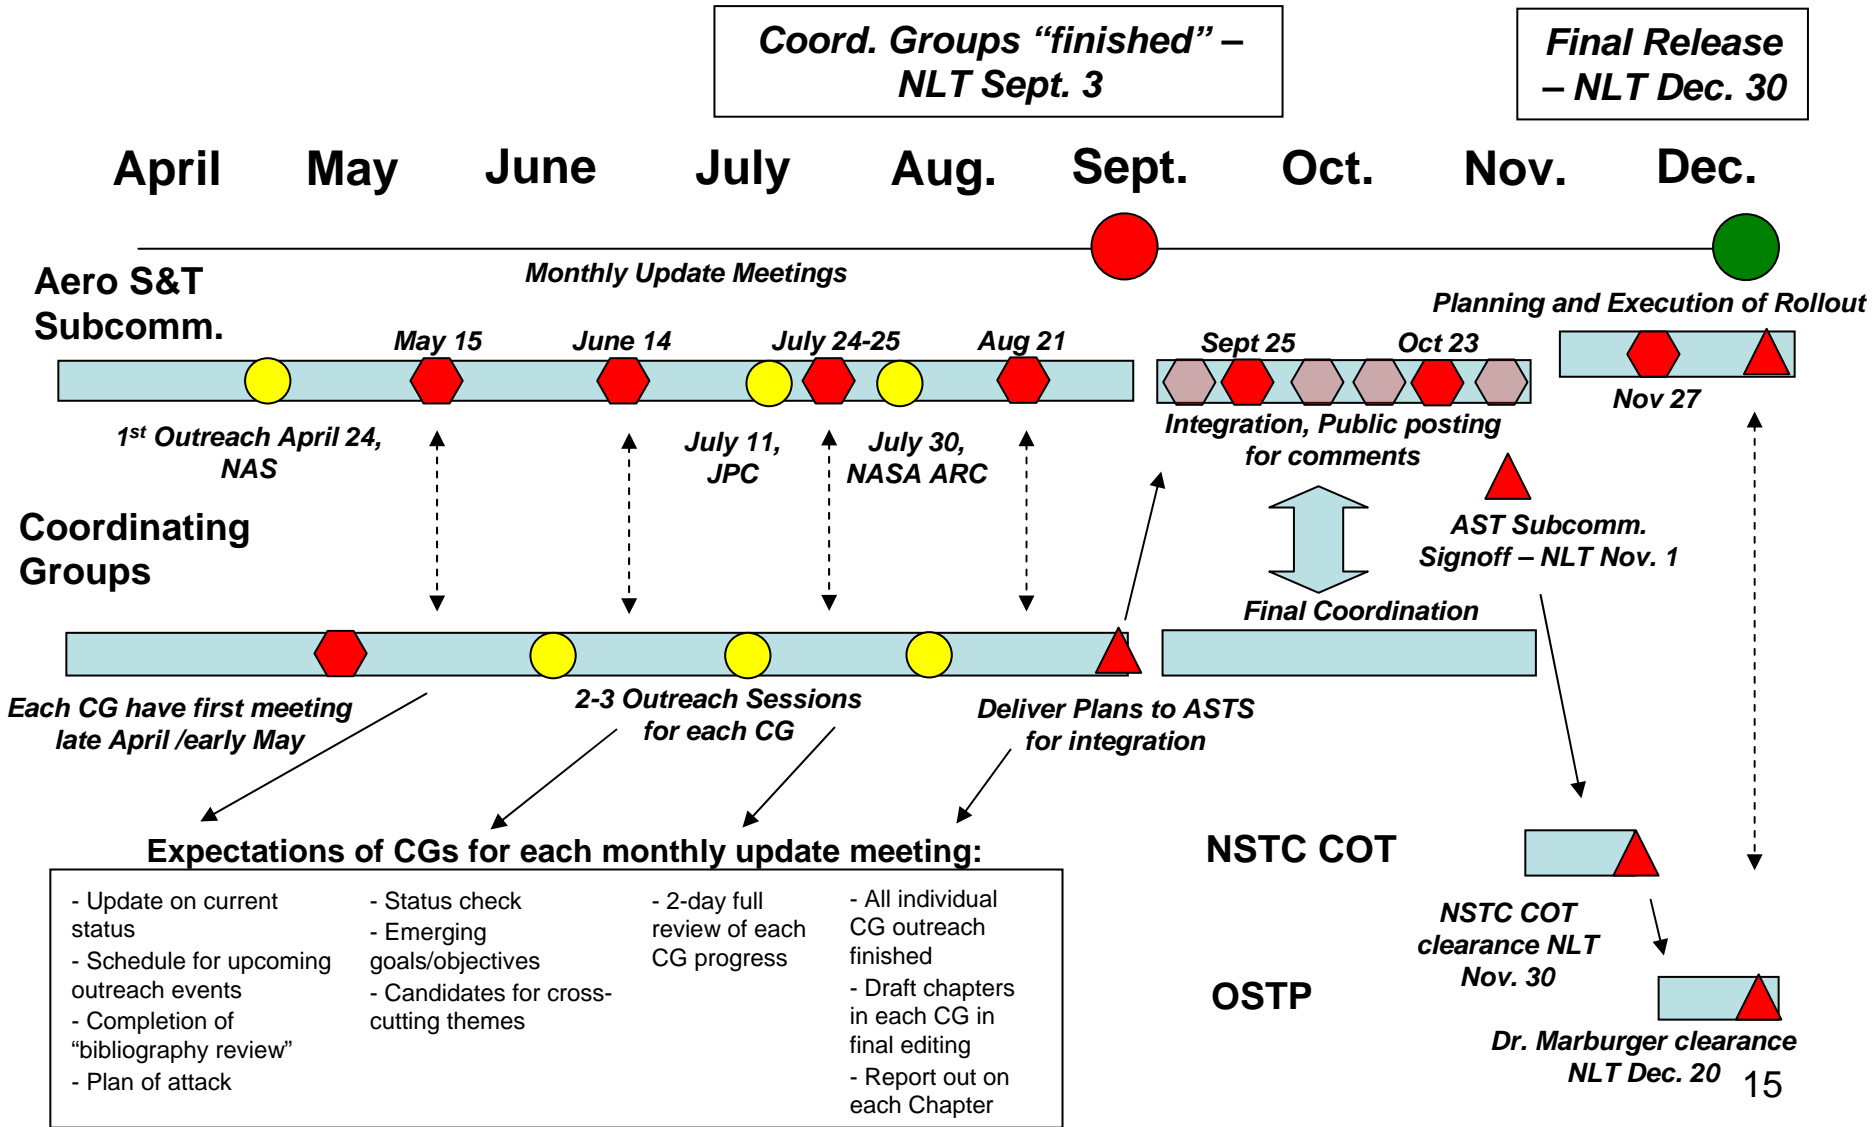 Coord. Groups “finished” –
NLT Sept. 3
Final Release
– NLT Dec. 30
April May June July Aug. Sept. Oct. Nov. Dec.
Monthly Update Meetings
Aero S&T
Subcomm.
Planning and Execution of Rollout
May 15 June 14 July 24-25 Aug 21 Sept 25 Oct 23
Nov 27
1st Outreach April 24,
NAS
July 11,
JPC
July 30,
NASA ARC
Integration, Public posting
for comments
AST Subcomm.
Signoff – NLT Nov. 1
Coordinating
Groups
Final Coordination
Each CG have first meeting
late April /early May
2-3 Outreach Sessions
for each CG
Deliver Plans to ASTS
for integration
Expectations of CGs for each monthly update meeting:
- Update on current
status
- Schedule for upcoming
outreach events
- Completion of
“bibliography review”
- Plan of attack
- Status check
- Emerging
goals/objectives
- Candidates for cross-
cutting themes
- 2-day full
review of each
CG progress
- All individual
CG outreach
finished
- Draft chapters
in each CG in
final editing
- Report out on
each Chapter
NSTC COT
NSTC COT
clearance NLT
Nov. 30
OSTP
Dr. Marburger clearance
NLT Dec. 20
15